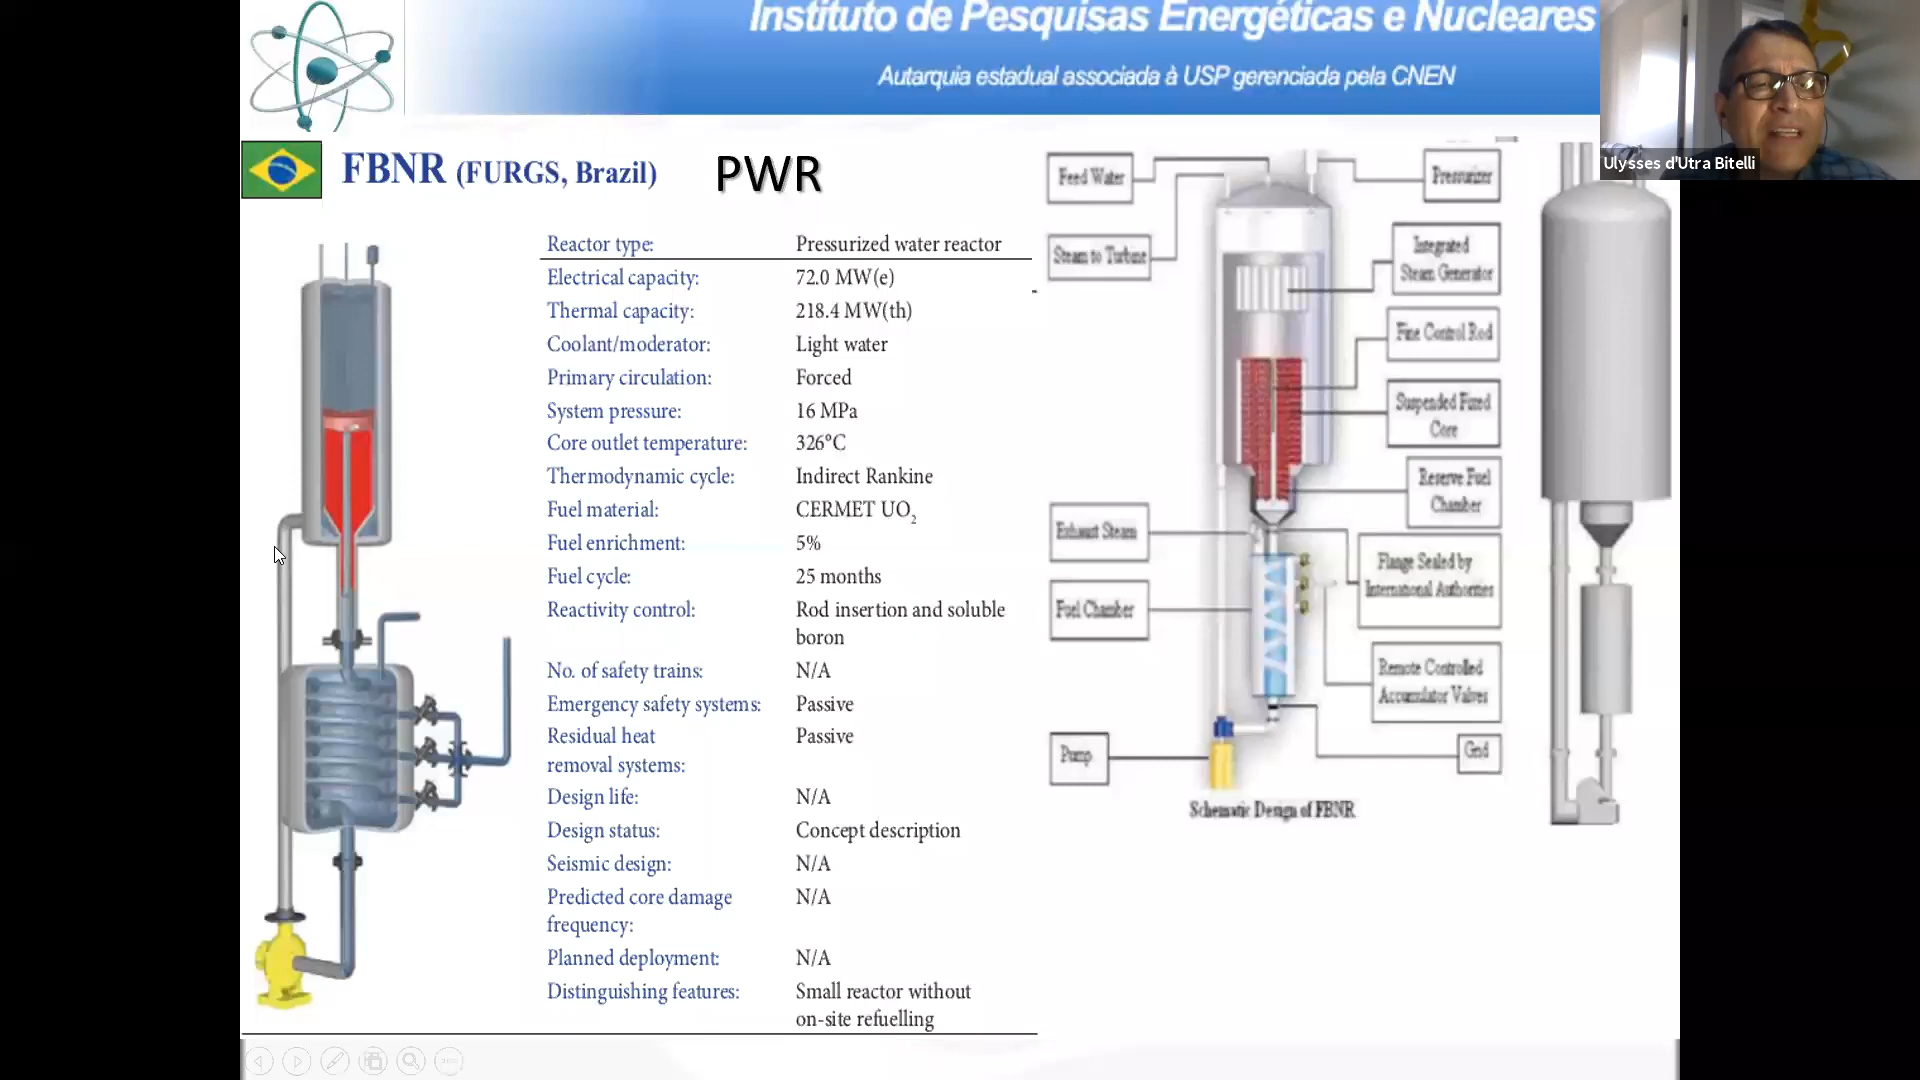 Instituto de Pesquisas Energéticas e Nucleares
Autarquia estadual associada à USP gerenciada pela CNEN
Ulysses d'Utra Bitelli
FBNR (FURGS, Brazil) PWR
Reactor type: Pressurized water reactor
Electrical capacity: 72.0 MW(e)
Thermal capacity: 218.4 MW(th)
Coolant/moderator: Light water
Primary circulation: Forced
System pressure: 16 MPa
Core outlet temperature: 326°C
Thermodynamic cycle: Indirect Rankine
Fuel material: CERMET UO₂
Fuel enrichment: 5%
Fuel cycle: 25 months
Reactivity control: Rod insertion and soluble
boron
No. of safety trains: N/A
Emergency safety systems: Passive
Residual heat Passive
removal systems:
Design life: N/A
Design status: Concept description
Seismic design: N/A
Predicted core damage N/A
frequency:
Planned deployment: N/A
Distinguishing features: Small reactor without
on-site refuelling
Feed Water
Pressurizer
Steam to Turbine
Integrated
Steam Generator
Fine Control Rod
Suspended Fixed
Core
Reserve Fuel
Chamber
Exhaust Steam
Flange Sealed by
International Authorities
Fuel Chamber
Remote Controlled
Accumulator Valves
Pump
Grid
Schematic Design of FBNR